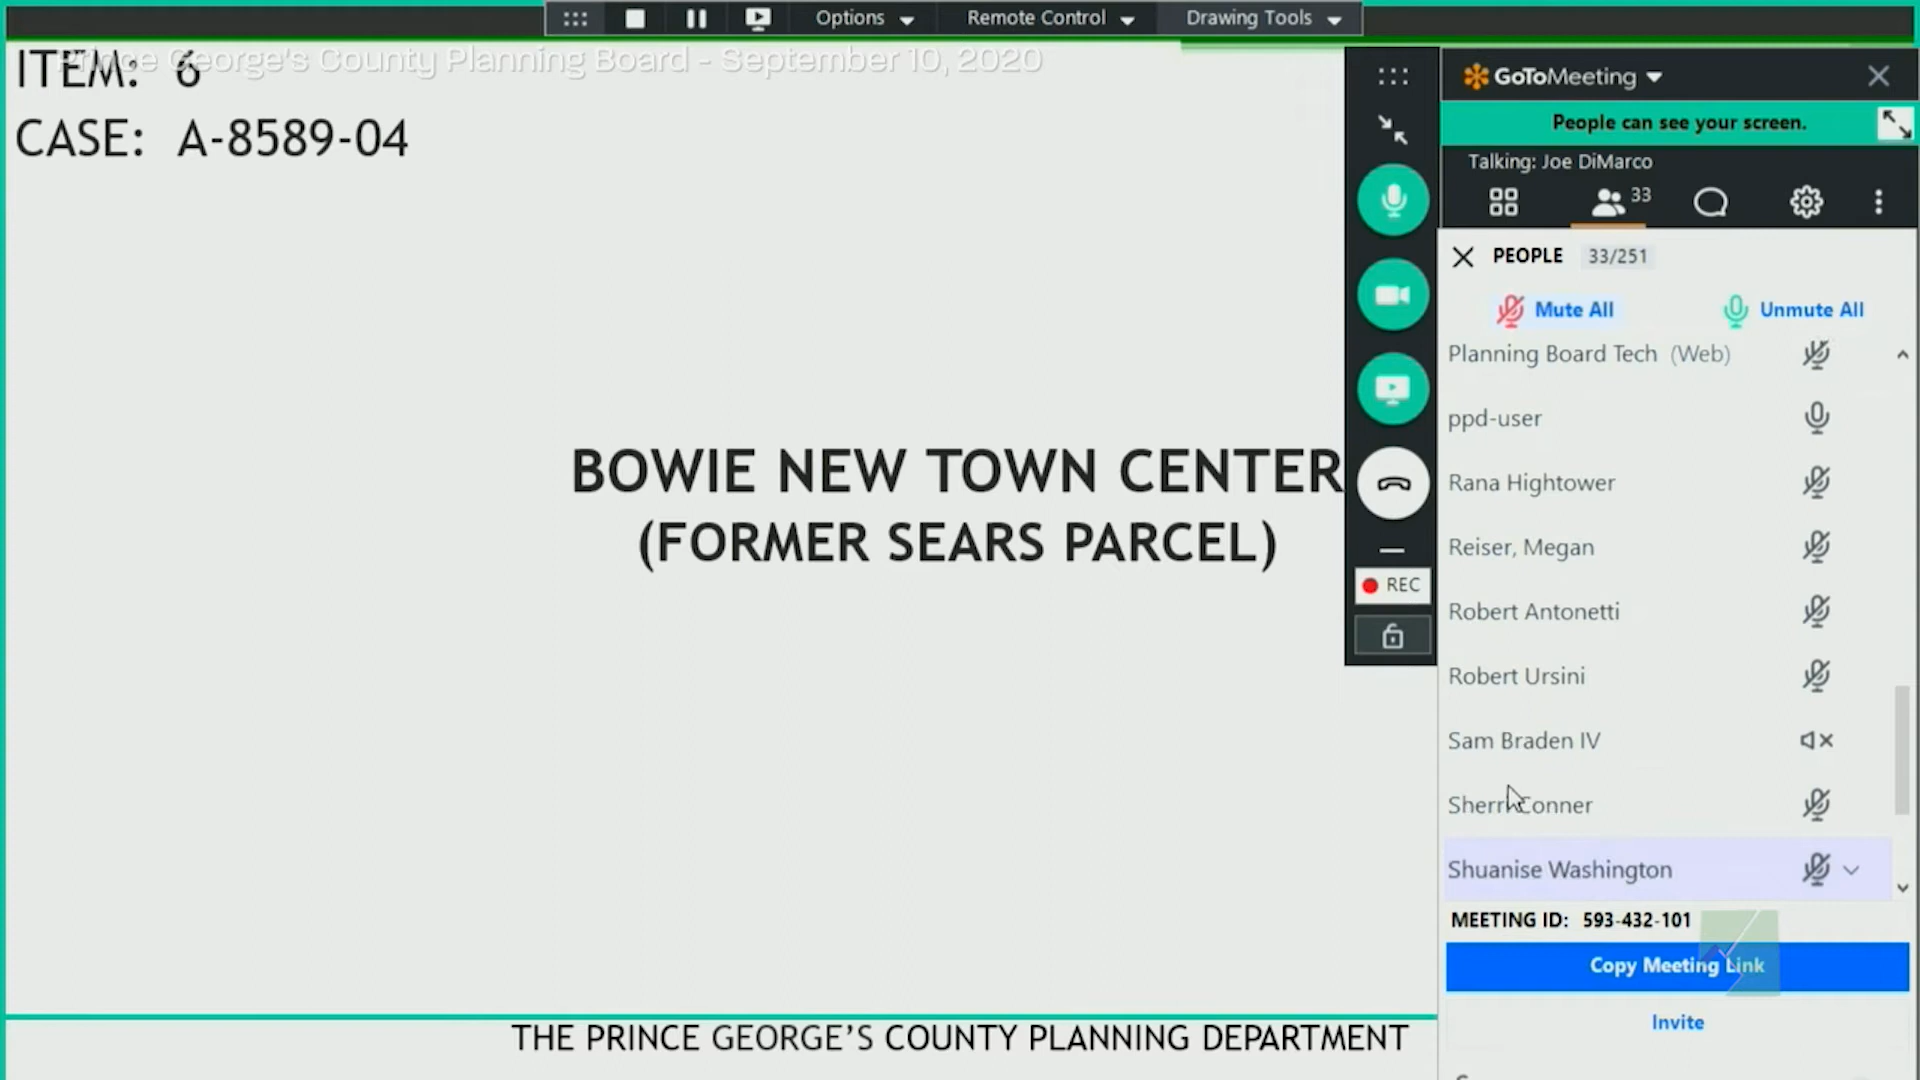 Options
Remote Control
Drawing Tools
Prince George's County Planning Board - September 10, 2020
ITEM: 6
CASE: A-8589-04
BOWIE NEW TOWN CENTER
(FORMER SEARS PARCEL)
THE PRINCE GEORGE'S COUNTY PLANNING DEPARTMENT
REC
GoToMeeting
People can see your screen.
Talking: Joe DiMarco
33
PEOPLE 33/251
Mute All Unmute All
Planning Board Tech (Web)
ppd-user
Rana Hightower
Reiser, Megan
Robert Antonetti
Robert Ursini
Sam Braden IV
Sherri Conner
Shuanise Washington
MEETING ID: 593-432-101
Copy Meeting Link
Invite